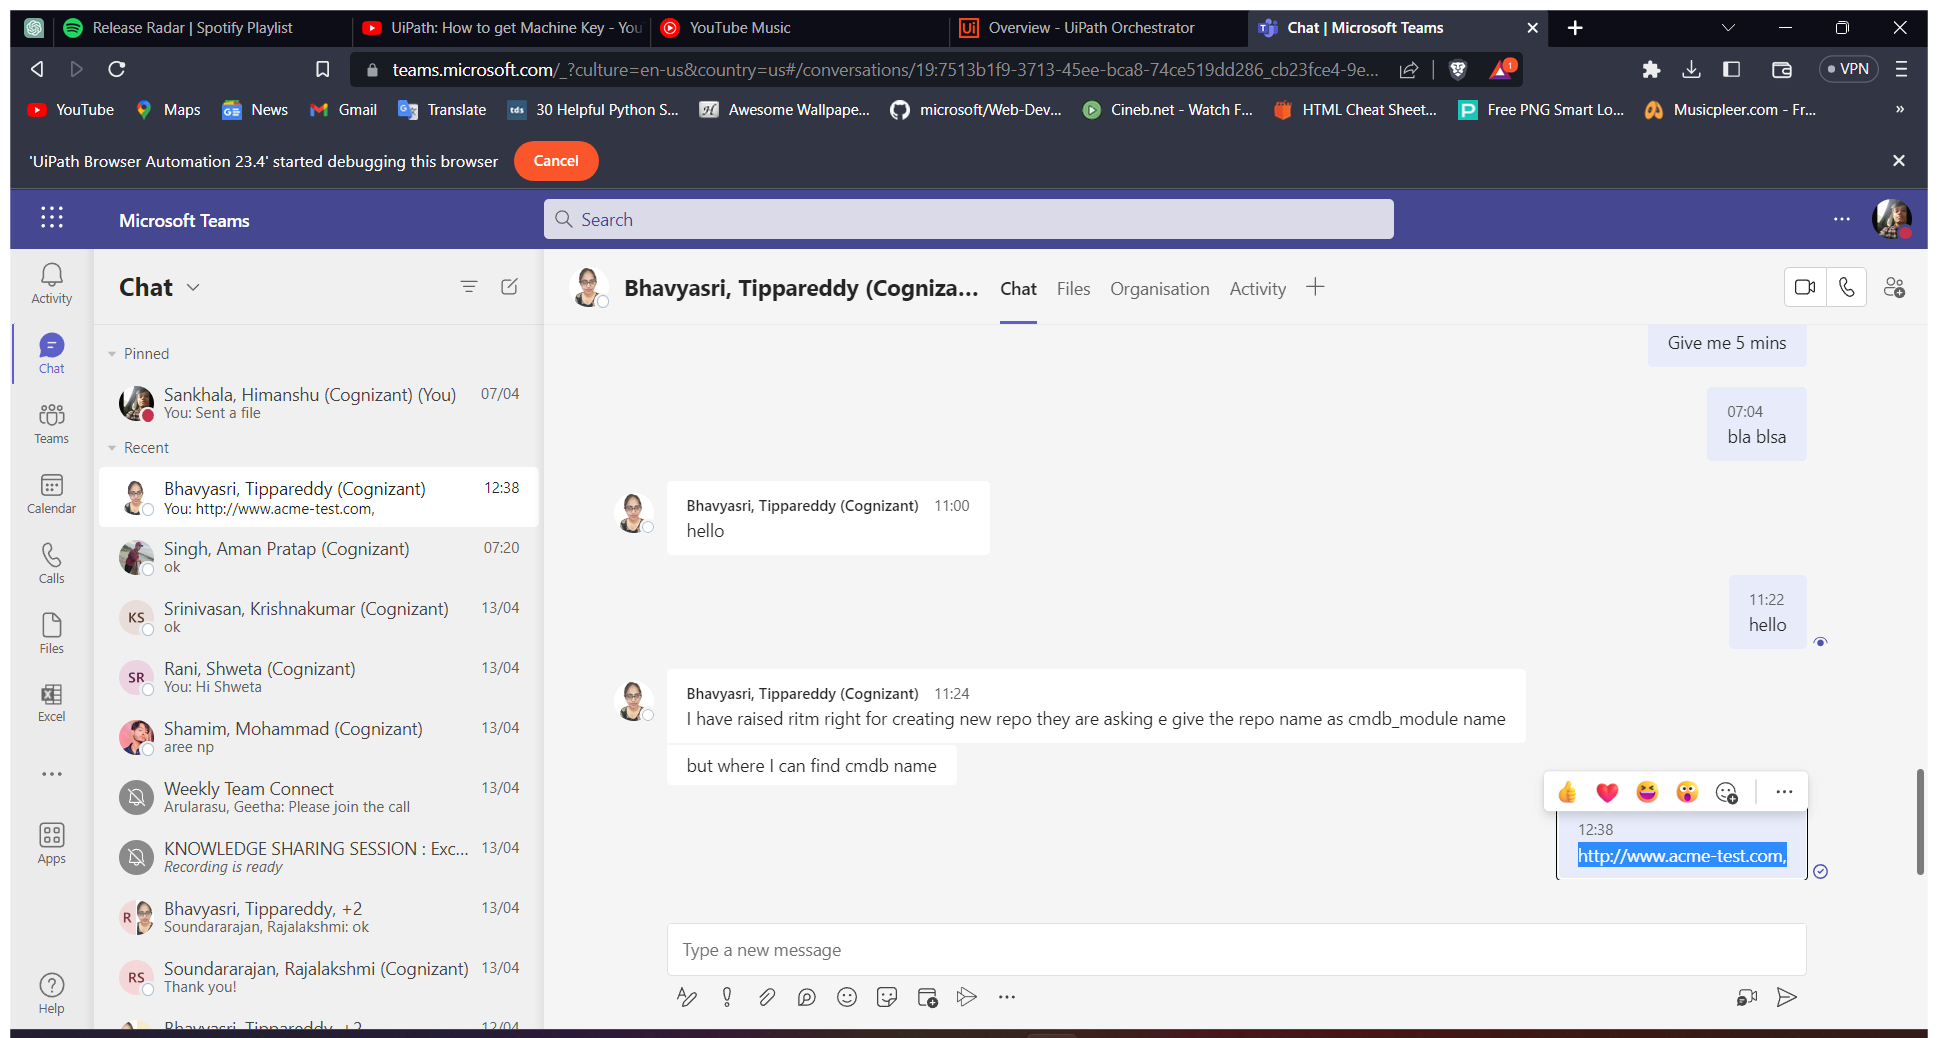 Release Radar | Spotify Playlist
UiPath: How to get Machine Key - You
YouTube Music
Ui Overview - UiPath Orchestrator
Chat | Microsoft Teams
teams.microsoft.com/_?culture=en-us&country=us#/conversations/19:7513b1f9-3713-45ee-bca8-74ce519dd286_cb23fce4-9e...
1
VPN
YouTube
Maps
News
Gmail
Translate
tds 30 Helpful Python S...
Awesome Wallpape...
microsoft/Web-Dev...
Cineb.net - Watch F...
HTML Cheat Sheet...
Free PNG Smart Lo...
Musicpleer.com - Fr...
»
'UiPath Browser Automation 23.4' started debugging this browser
Cancel
Microsoft Teams
Search
Activity
Chat
Teams
Calendar
Calls
Files
Excel
Apps
Help
Chat
Pinned
Sankhala, Himanshu (Cognizant) (You) 07/04
You: Sent a file
Recent
Bhavyasri, Tippareddy (Cognizant) 12:38
You: http://www.acme-test.com,
Singh, Aman Pratap (Cognizant) 07:20
ok
KS Srinivasan, Krishnakumar (Cognizant) 13/04
ok
SR Rani, Shweta (Cognizant) 13/04
You: Hi Shweta
Shamim, Mohammad (Cognizant) 13/04
aree np
Weekly Team Connect 13/04
Arularasu, Geetha: Please join the call
KNOWLEDGE SHARING SESSION : Exc... 13/04
Recording is ready
R Bhavyasri, Tippareddy, +2 13/04
Soundararajan, Rajalakshmi: ok
RS Soundararajan, Rajalakshmi (Cognizant) 13/04
Thank you!
Bhavyasri, Tippareddy, +2 12/04
Bhavyasri, Tippareddy (Cogniza...
Chat Files Organisation Activity
Give me 5 mins
07:04
bla blsa
Bhavyasri, Tippareddy (Cognizant) 11:00
hello
11:22
hello
Bhavyasri, Tippareddy (Cognizant) 11:24
I have raised ritm right for creating new repo they are asking e give the repo name as cmdb_module name
but where I can find cmdb name
12:38
http://www.acme-test.com,
Type a new message